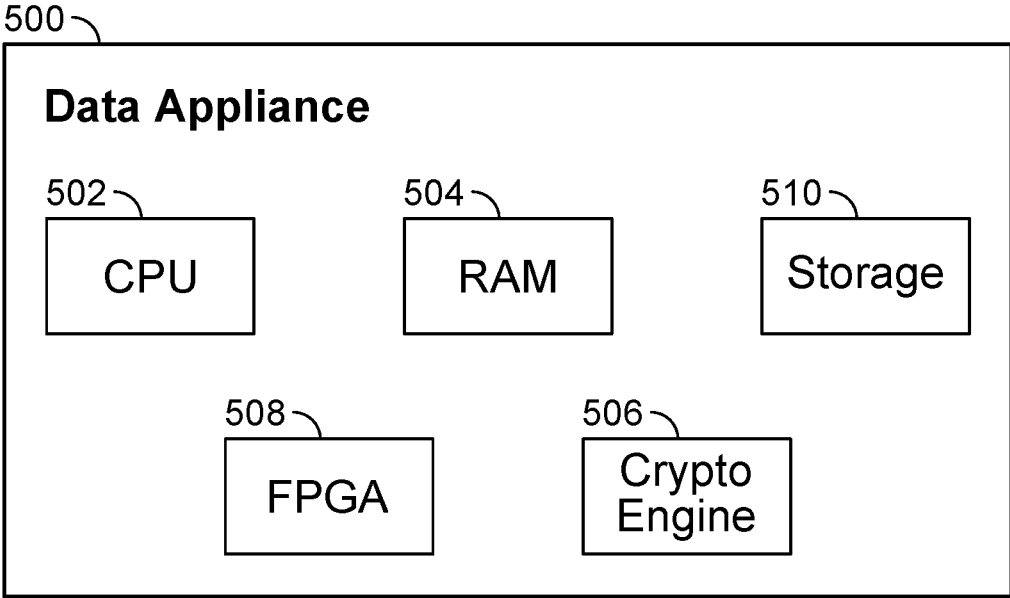 500
Data Appliance
502
504
510
CPU
RAM
Storage
508
506
FPGA
Crypto
Engine